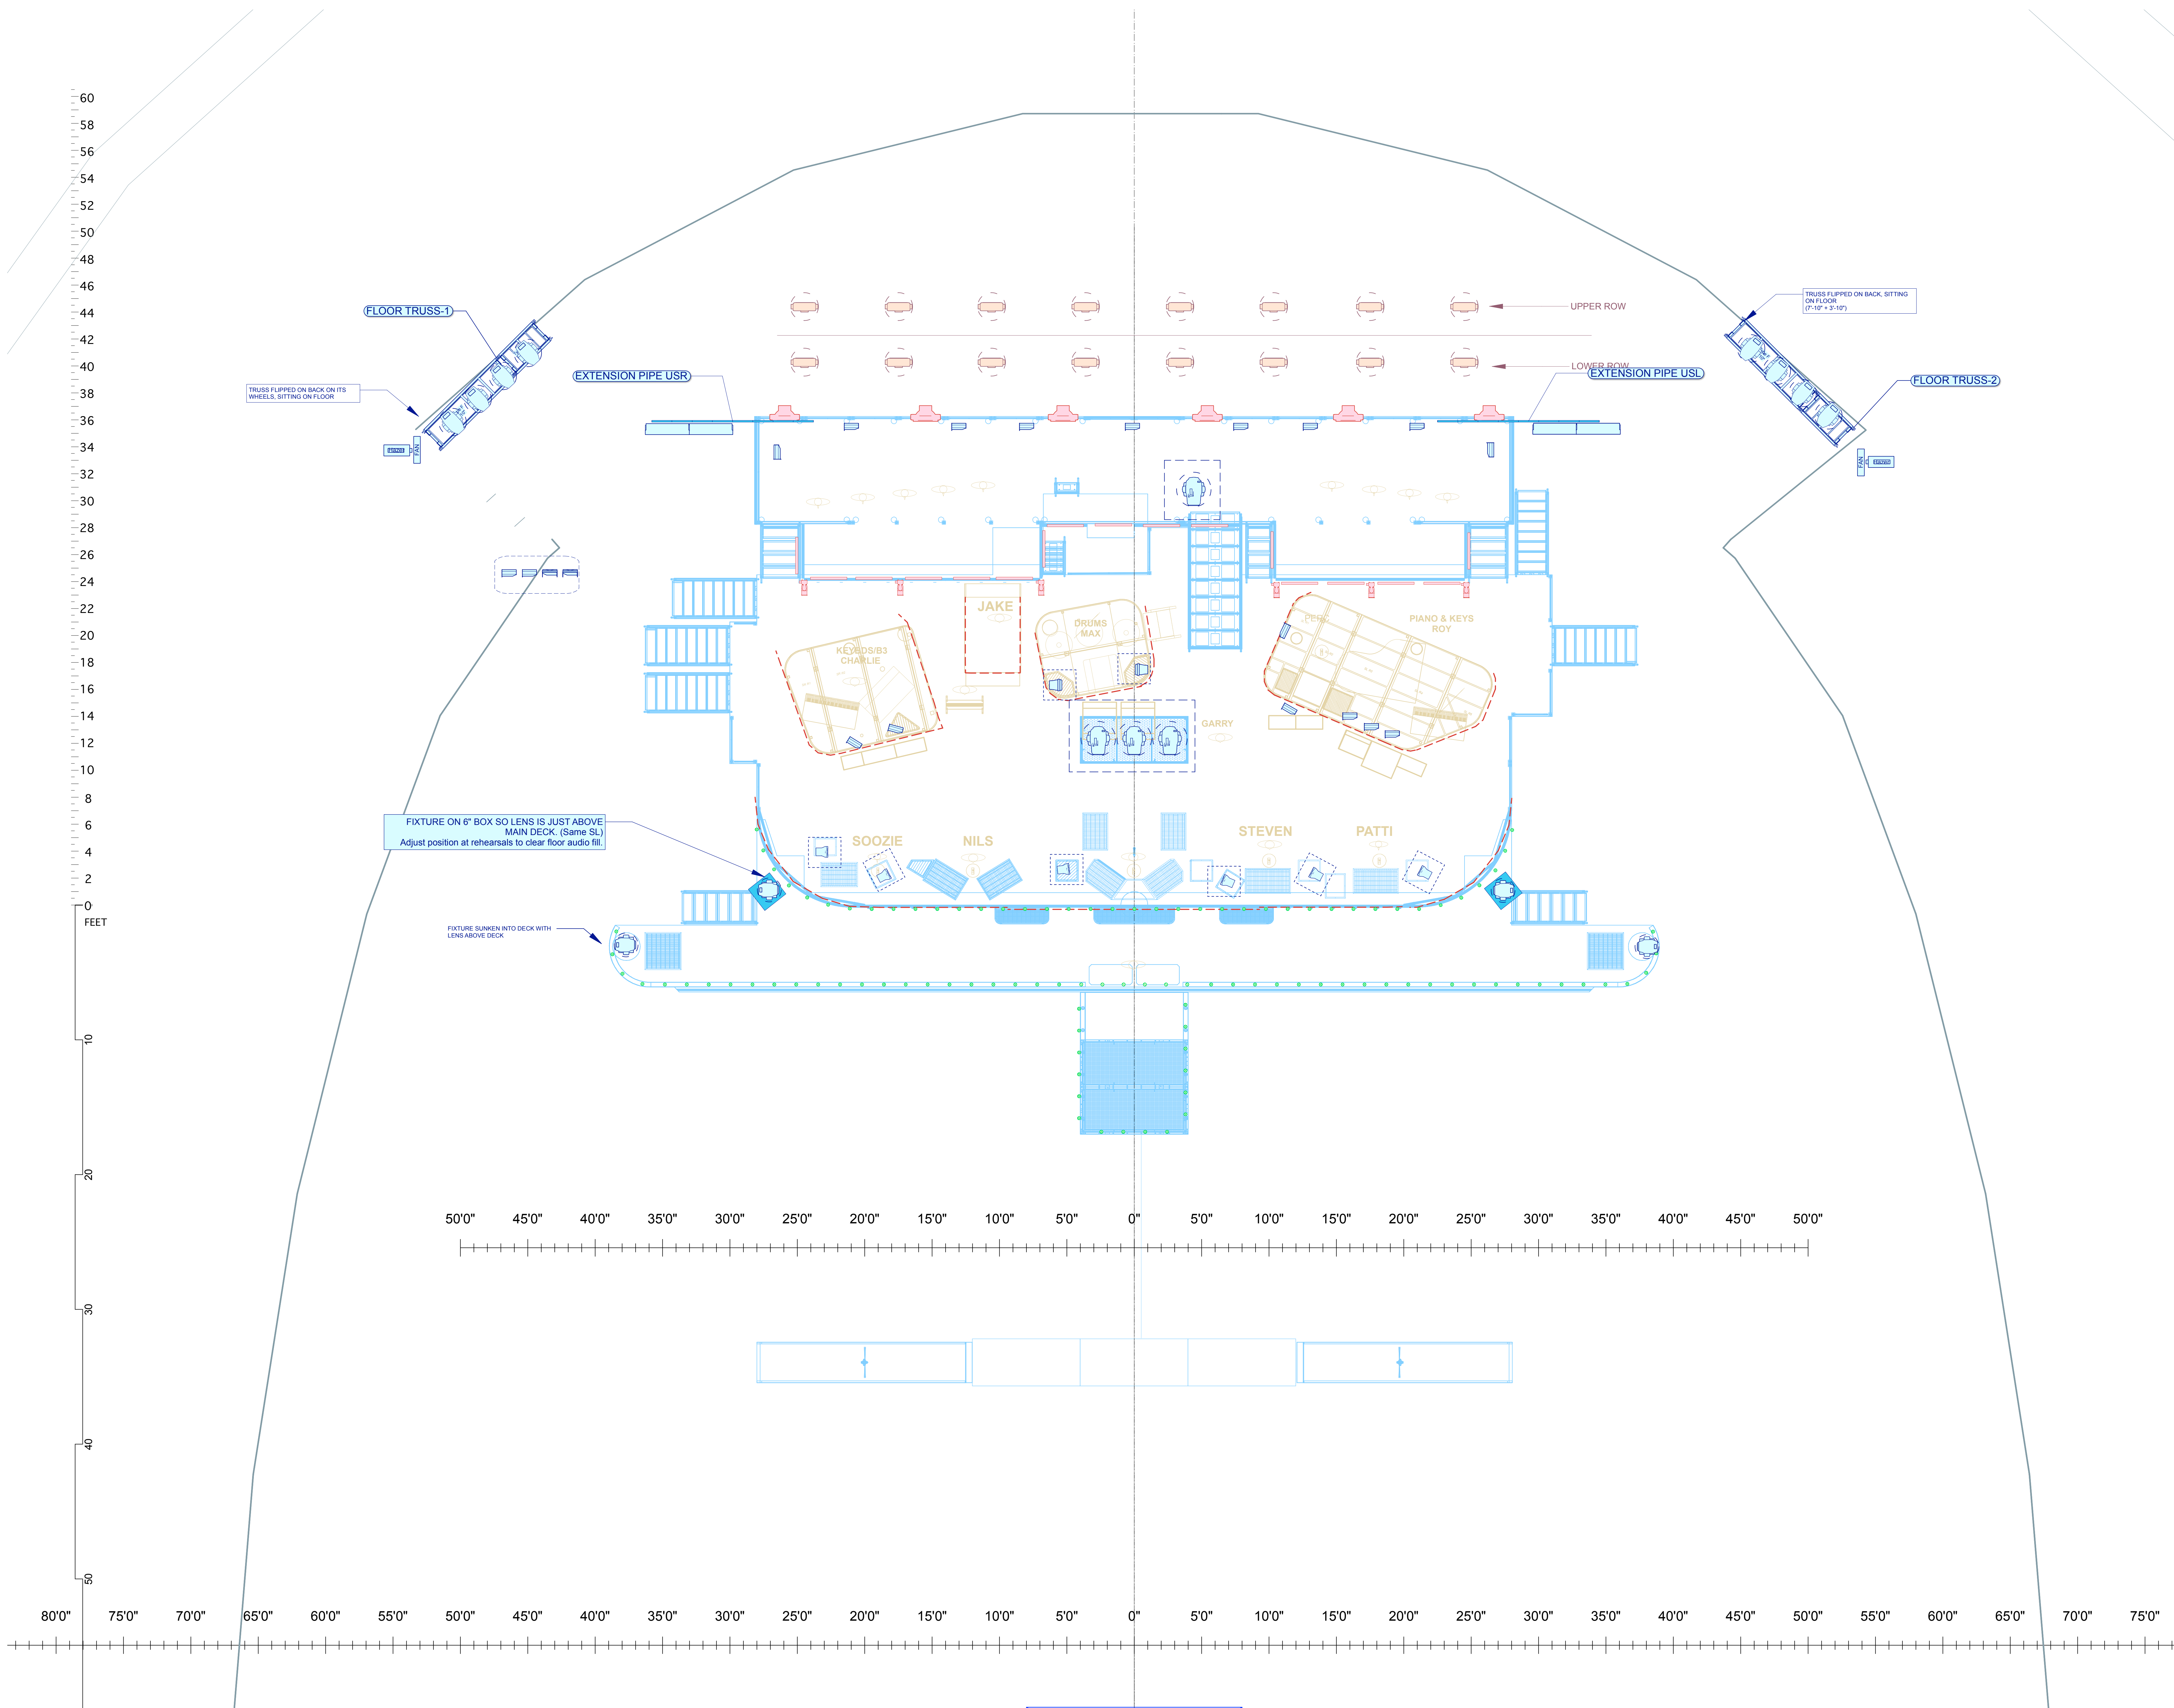 60
58
56
54
52
50
48
46
44
42
40
38
36
34
32
30
28
26
24
22
20
18
16
14
12
10
8
6
4
2
0
FEET
10
20
30
40
50
FLOOR TRUSS-1
TRUSS FLIPPED ON BACK ON ITS
WHEELS, SITTING ON FLOOR
FAN
EXTENSION PIPE USR
UPPER ROW
LOWER ROW
EXTENSION PIPE USL
TRUSS FLIPPED ON BACK, SITTING
ON FLOOR
(7'-10" + 3'-10")
FLOOR TRUSS-2
FAN
JAKE
KEYBDS/B3
CHARLIE
DRUMS
MAX
PERC
PIANO & KEYS
ROY
GARRY
SOOZIE
NILS
STEVEN
PATTI
FIXTURE ON 6" BOX SO LENS IS JUST ABOVE
MAIN DECK. (Same SL)
Adjust position at rehearsals to clear floor audio fill.
FIXTURE SUNKEN INTO DECK WITH
LENS ABOVE DECK
50'0" 45'0" 40'0" 35'0" 30'0" 25'0" 20'0" 15'0" 10'0" 5'0" 0" 5'0" 10'0" 15'0" 20'0" 25'0" 30'0" 35'0" 40'0" 45'0" 50'0"
80'0" 75'0" 70'0" 65'0" 60'0" 55'0" 50'0" 45'0" 40'0" 35'0" 30'0" 25'0" 20'0" 15'0" 10'0" 5'0" 0" 5'0" 10'0" 15'0" 20'0" 25'0" 30'0" 35'0" 40'0" 45'0" 50'0" 55'0" 60'0" 65'0" 70'0" 75'0"